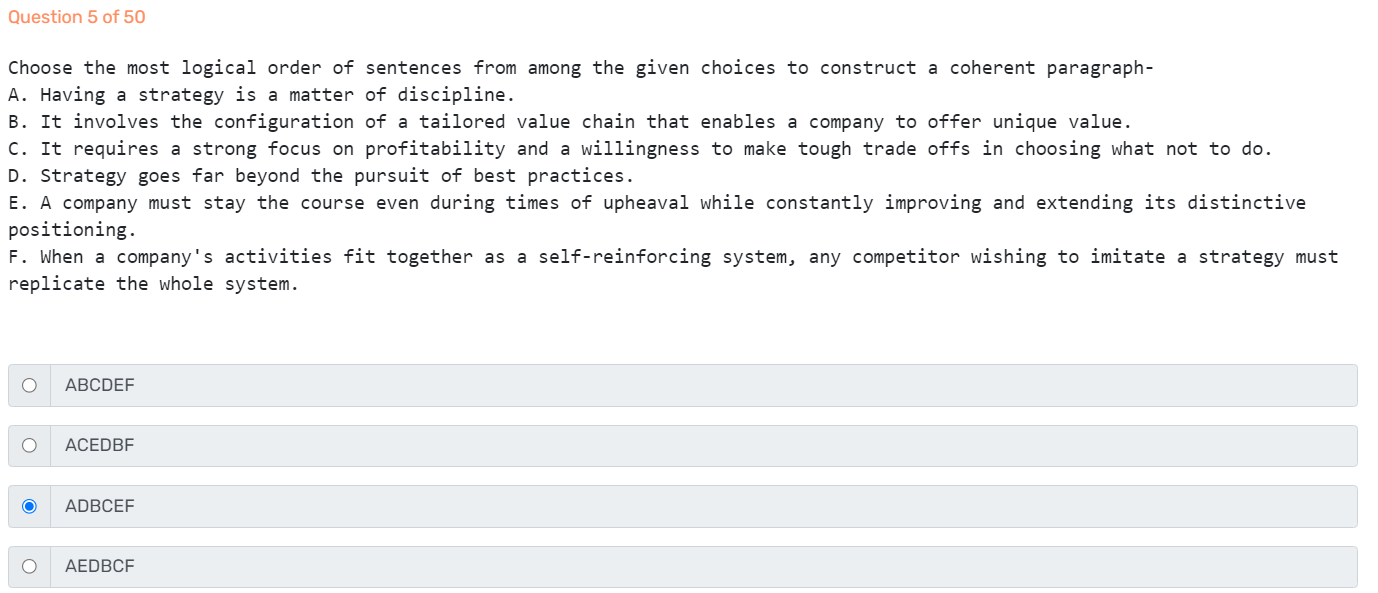 Question 5 of 50
Choose the most logical order of sentences from among the given choices to construct a coherent paragraph-
A. Having a strategy is a matter of discipline.
B. It involves the configuration of a tailored value chain that enables a company to offer unique value.
C. It requires a strong focus on profitability and a willingness to make tough trade offs in choosing what not to do.
D. Strategy goes far beyond the pursuit of best practices.
E. A company must stay the course even during times of upheaval while constantly improving and extending its distinctive
positioning.
F. When a company's activities fit together as a self-reinforcing system, any competitor wishing to imitate a strategy must
replicate the whole system.
ABCDEF
ACEDBF
ADBCEF
AEDBCF